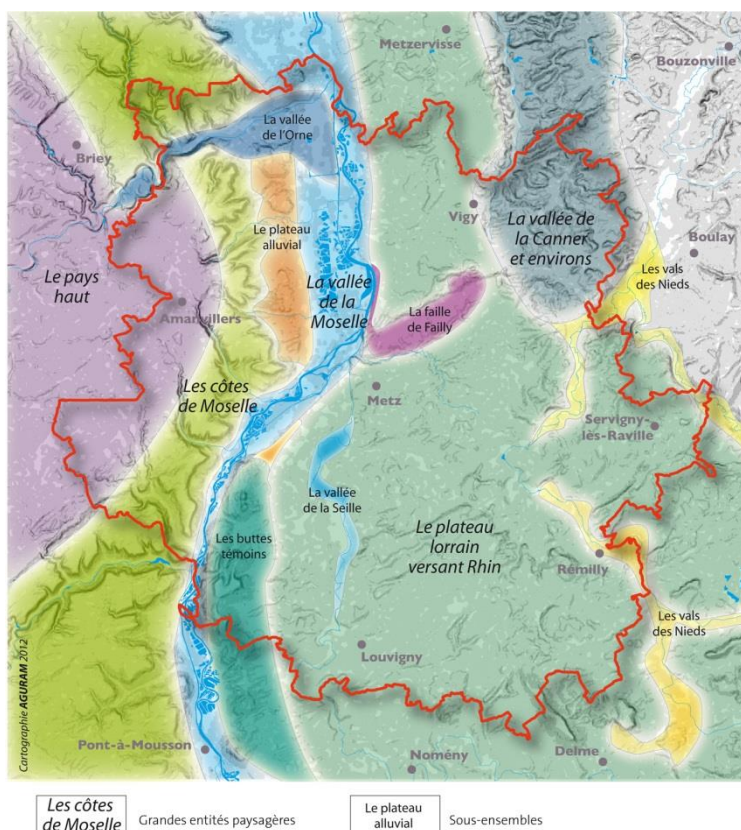 Metzervisse
Bouzonville
La vallée
de l'Orne
Briey
Vigy
La vallée de
la Canner
et environs
Boulay
Le plateau
alluvial
Le pays
haut
La vallée
de la
Moselle
Les vals
des Nieds
La faille
de Failly
Amanvillers
Les côtes
de Moselle
Metz
Servigny-
lès-Raville
La vallée
de la Seille
Les buttes
témoins
Le plateau
lorrain
versant Rhin
Rémilly
Les vals
des Nieds
Louvigny
Cartographie AGURAM 2012
Pont-à-Mousson
Nomény
Delme
Les côtes
de Moselle
Grandes entités paysagères
Le plateau
alluvial
Sous-ensembles